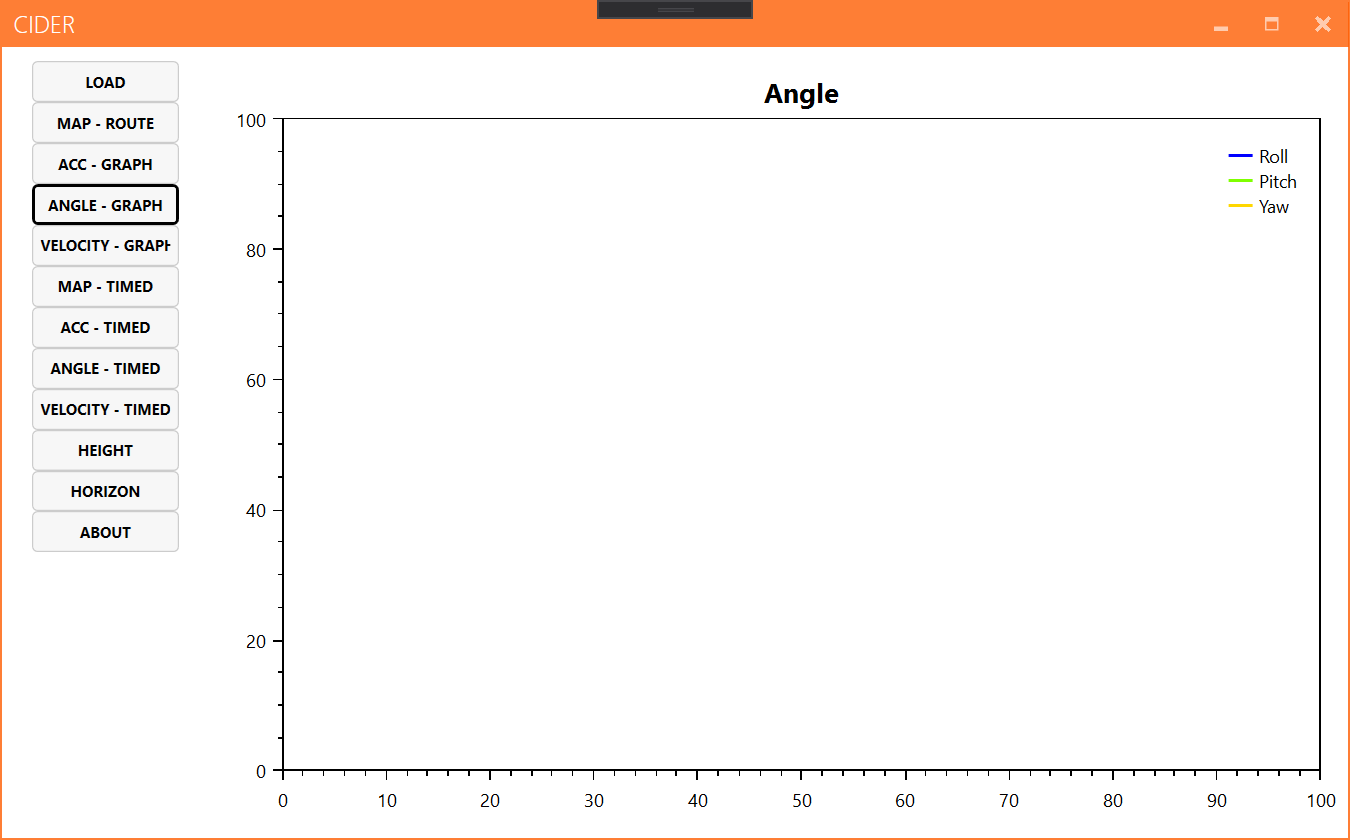 CIDER
LOAD
MAP - ROUTE
ACC - GRAPH
ANGLE - GRAPH
VELOCITY - GRAPH
MAP - TIMED
ACC - TIMED
ANGLE - TIMED
VELOCITY - TIMED
HEIGHT
HORIZON
ABOUT
Angle
Roll
Pitch
Yaw
100
80
60
40
20
0
0 10 20 30 40 50 60 70 80 90 100